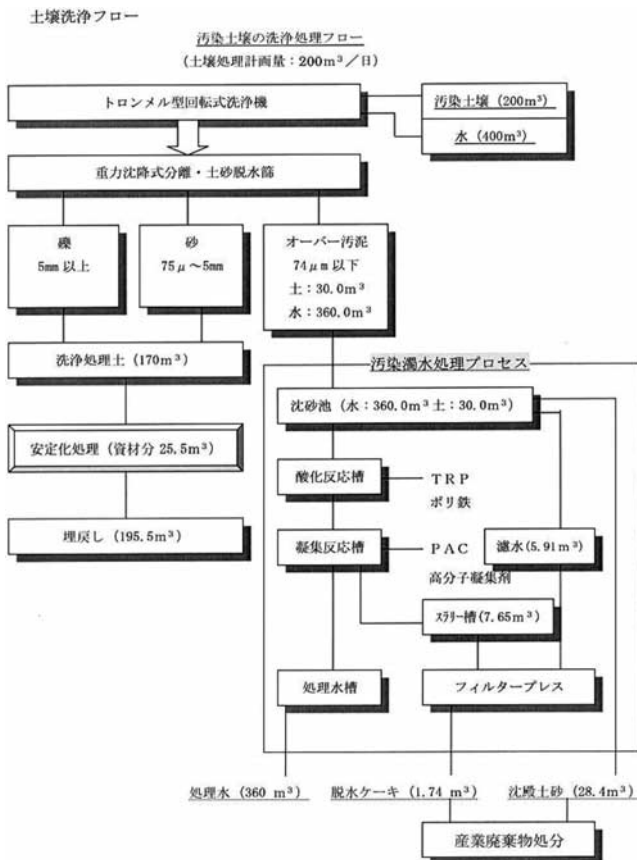 土壌洗浄フロー
汚染土壌の洗浄処理フロー
(土壌処理計画量:200m³/日)
トロンメル型回転式洗浄機
汚染土壌 (200m³)
水 (400m³)
重力沈降式分離・土砂脱水篩
礫
5mm 以上
砂
75μ~5mm
オーバー汚泥
74μm 以下
土:30.0m³
水:360.0m³
洗浄処理土 (170m³)
汚染濁水処理プロセス
沈砂池 (水:360.0m³ 土:30.0m³)
安定化処理 (資材分 25.5m³)
酸化反応槽
TRP
ポリ鉄
埋戻し (195.5m³)
凝集反応槽
PAC
高分子凝集剤
濾水(5.91m³)
スラリー槽(7.65m³)
処理水槽
フィルタープレス
処理水 (360 m³)
脱水ケーキ (1.74 m³)
沈殿土砂 (28.4m³)
産業廃棄物処分